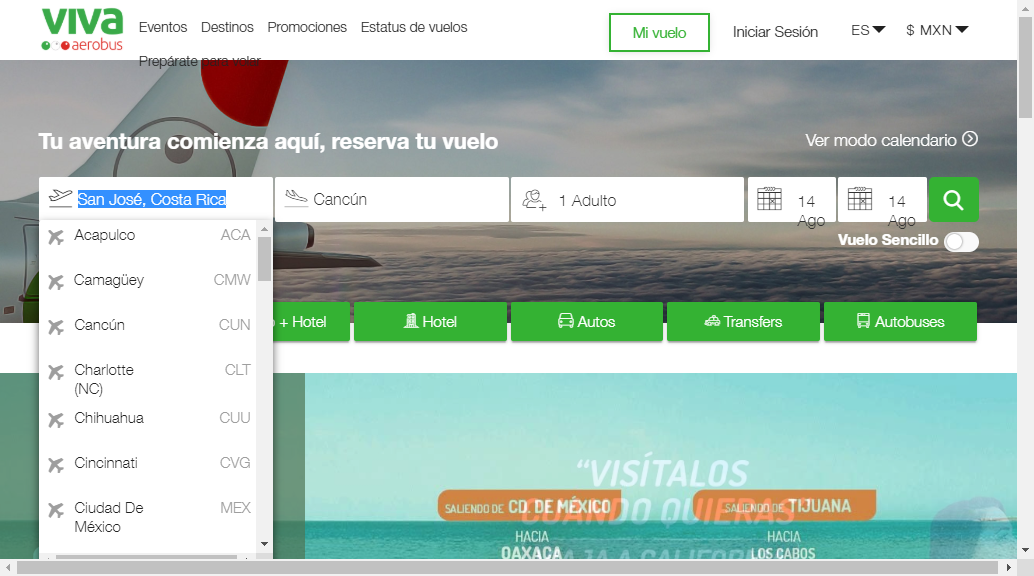 viva
aerobus
Eventos Destinos Promociones Estatus de vuelos
Prepárate para volar
Mi vuelo
Iniciar Sesión
ES
$ MXN
Tu aventura comienza aquí, reserva tu vuelo
Ver modo calendario
San José, Costa Rica
Cancún
1 Adulto
14
Ago
14
Ago
Vuelo Sencillo
Acapulco ACA
Camagüey CMW
Cancún CUN
Charlotte
(NC) CLT
Chihuahua CUU
Cincinnati CVG
Ciudad De
México MEX
+ Hotel
Hotel
Autos
Transfers
Autobuses
“VISÍTALOS
CUANDO QUIERAS”
SALIENDO DE CD. DE MÉXICO
HACIA
OAXACA
SALIENDO DE TIJUANA
HACIA
LOS CABOS